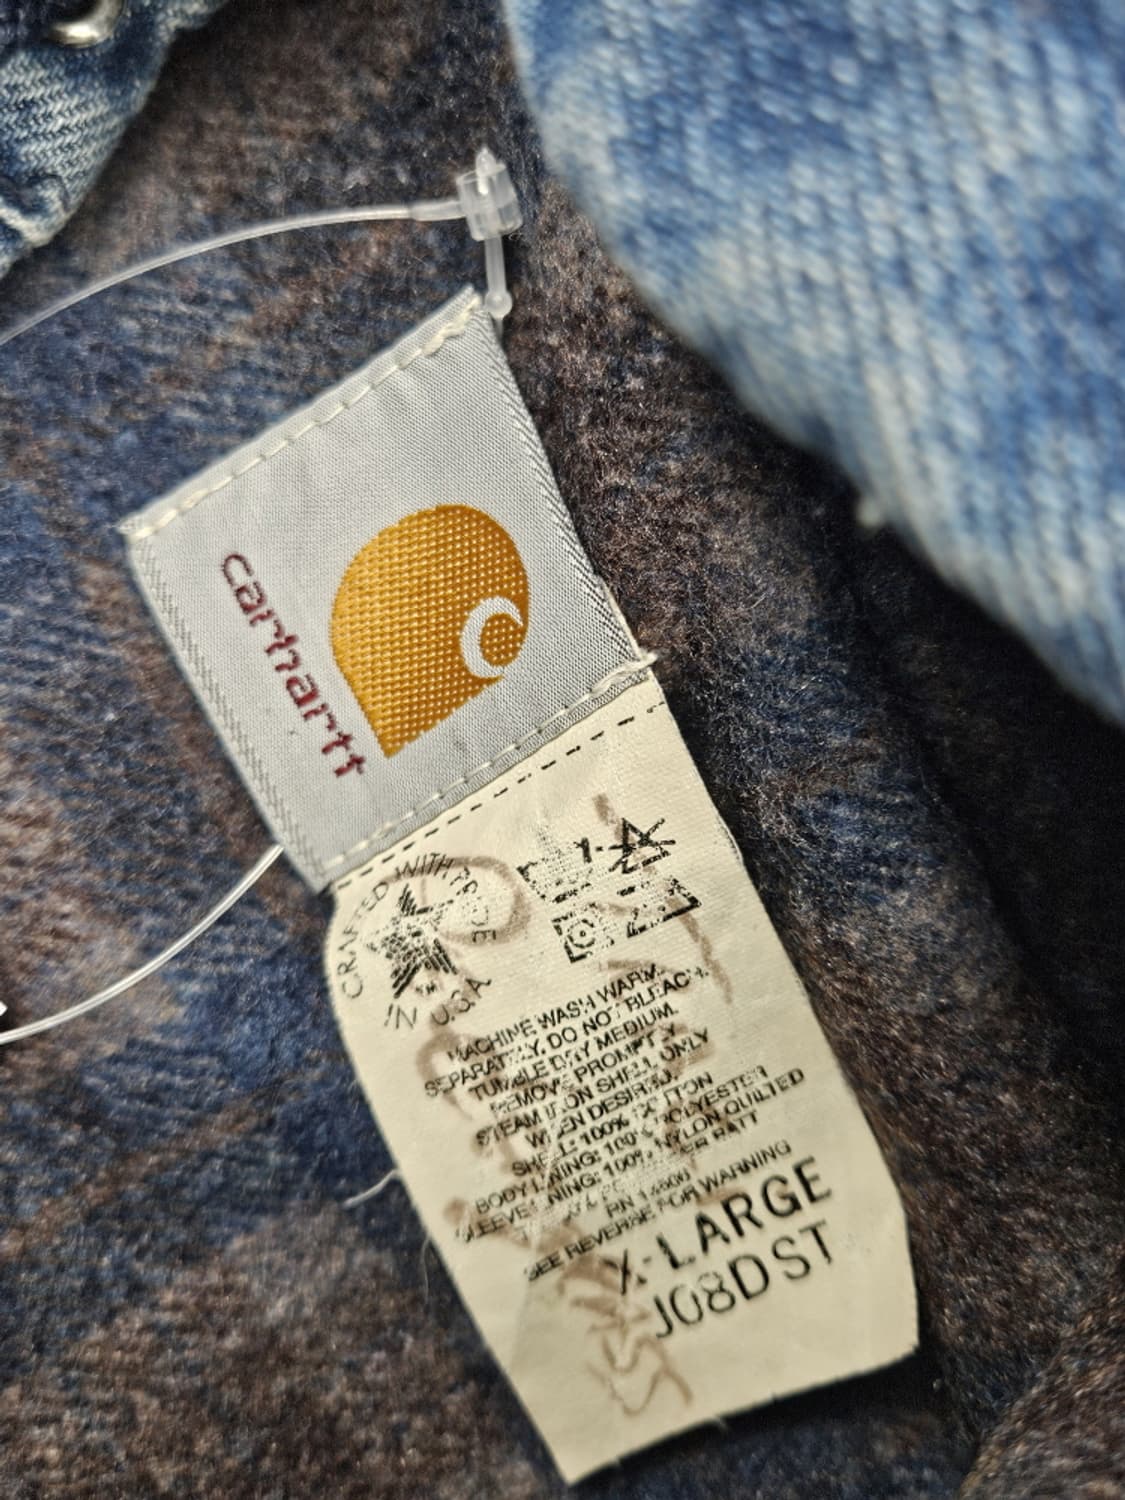 carhartt
CRAFTED WITH PRIDE
IN U.S.A.
MACHINE WASH WARM.
SEPARATELY. DO NOT BLEACH.
TUMBLE DRY MEDIUM.
REMOVE PROMPTLY
STEAM IRON SHELL ONLY
WHEN DESIRED.
SHELL: 100% COTTON
BODY LINING: 100% POLYESTER
SLEEVE LINING: 100% NYLON QUILTED
RN 14806
SEE REVERSE FOR WARNING
X-LARGE
J08DST